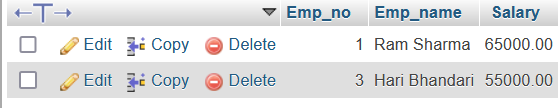 Emp_no Emp_name Salary
Edit Copy Delete 1 Ram Sharma 65000.00
Edit Copy Delete 3 Hari Bhandari 55000.00